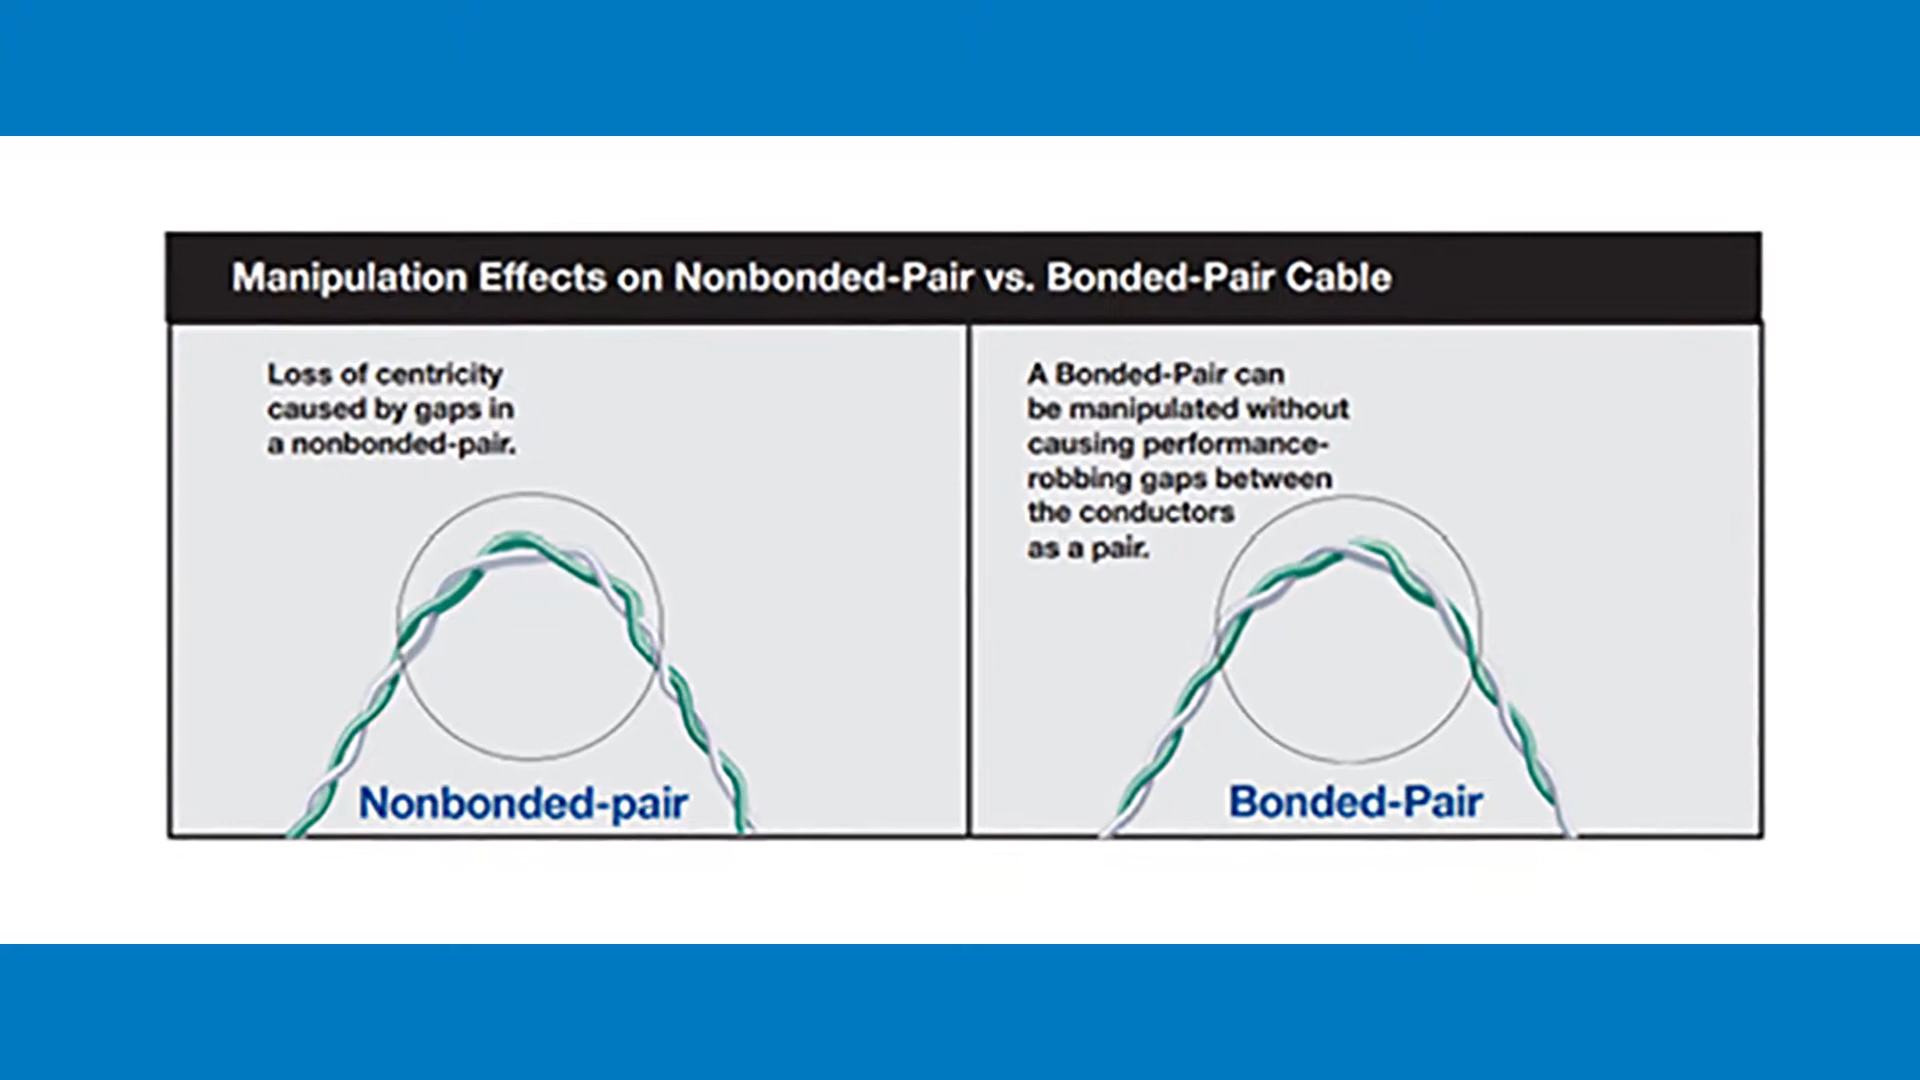 Manipulation Effects on Nonbonded-Pair vs. Bonded-Pair Cable
Loss of centricity
caused by gaps in
a nonbonded-pair.
Nonbonded-pair
A Bonded-Pair can
be manipulated without
causing performance-
robbing gaps between
the conductors
as a pair.
Bonded-Pair